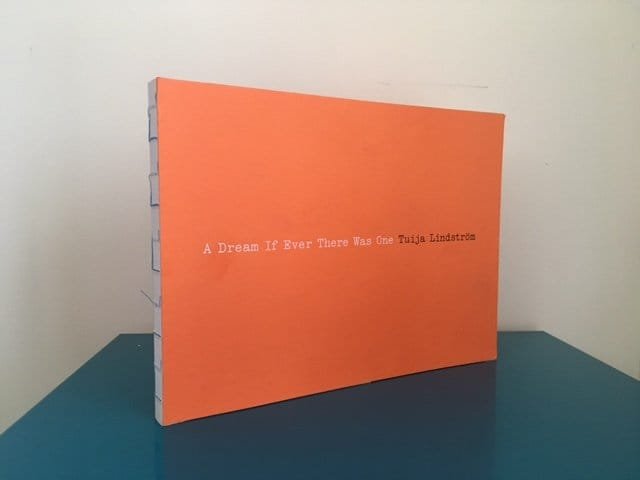 A Dream If Ever There Was One Tuija Lindström